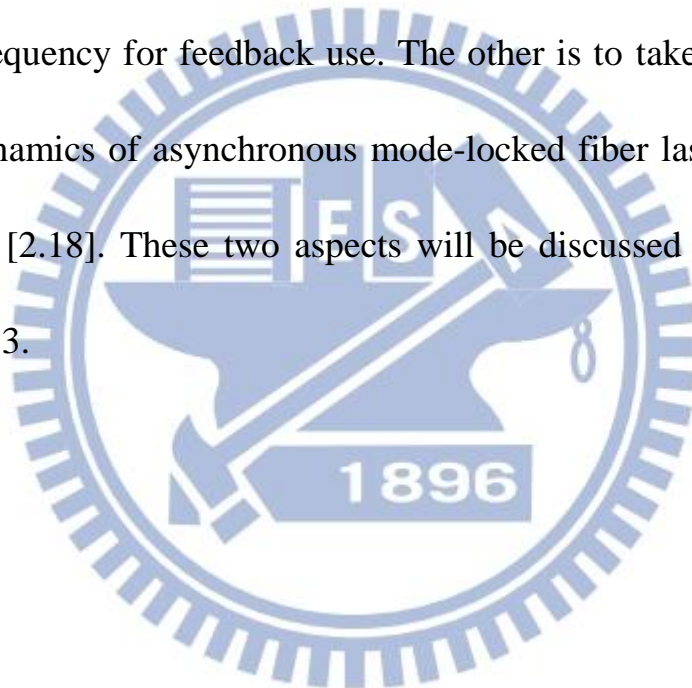 equency for feedback use. The other is to take
namics of asynchronous mode-locked fiber las
[2.18]. These two aspects will be discussed
3.
E S A
1896